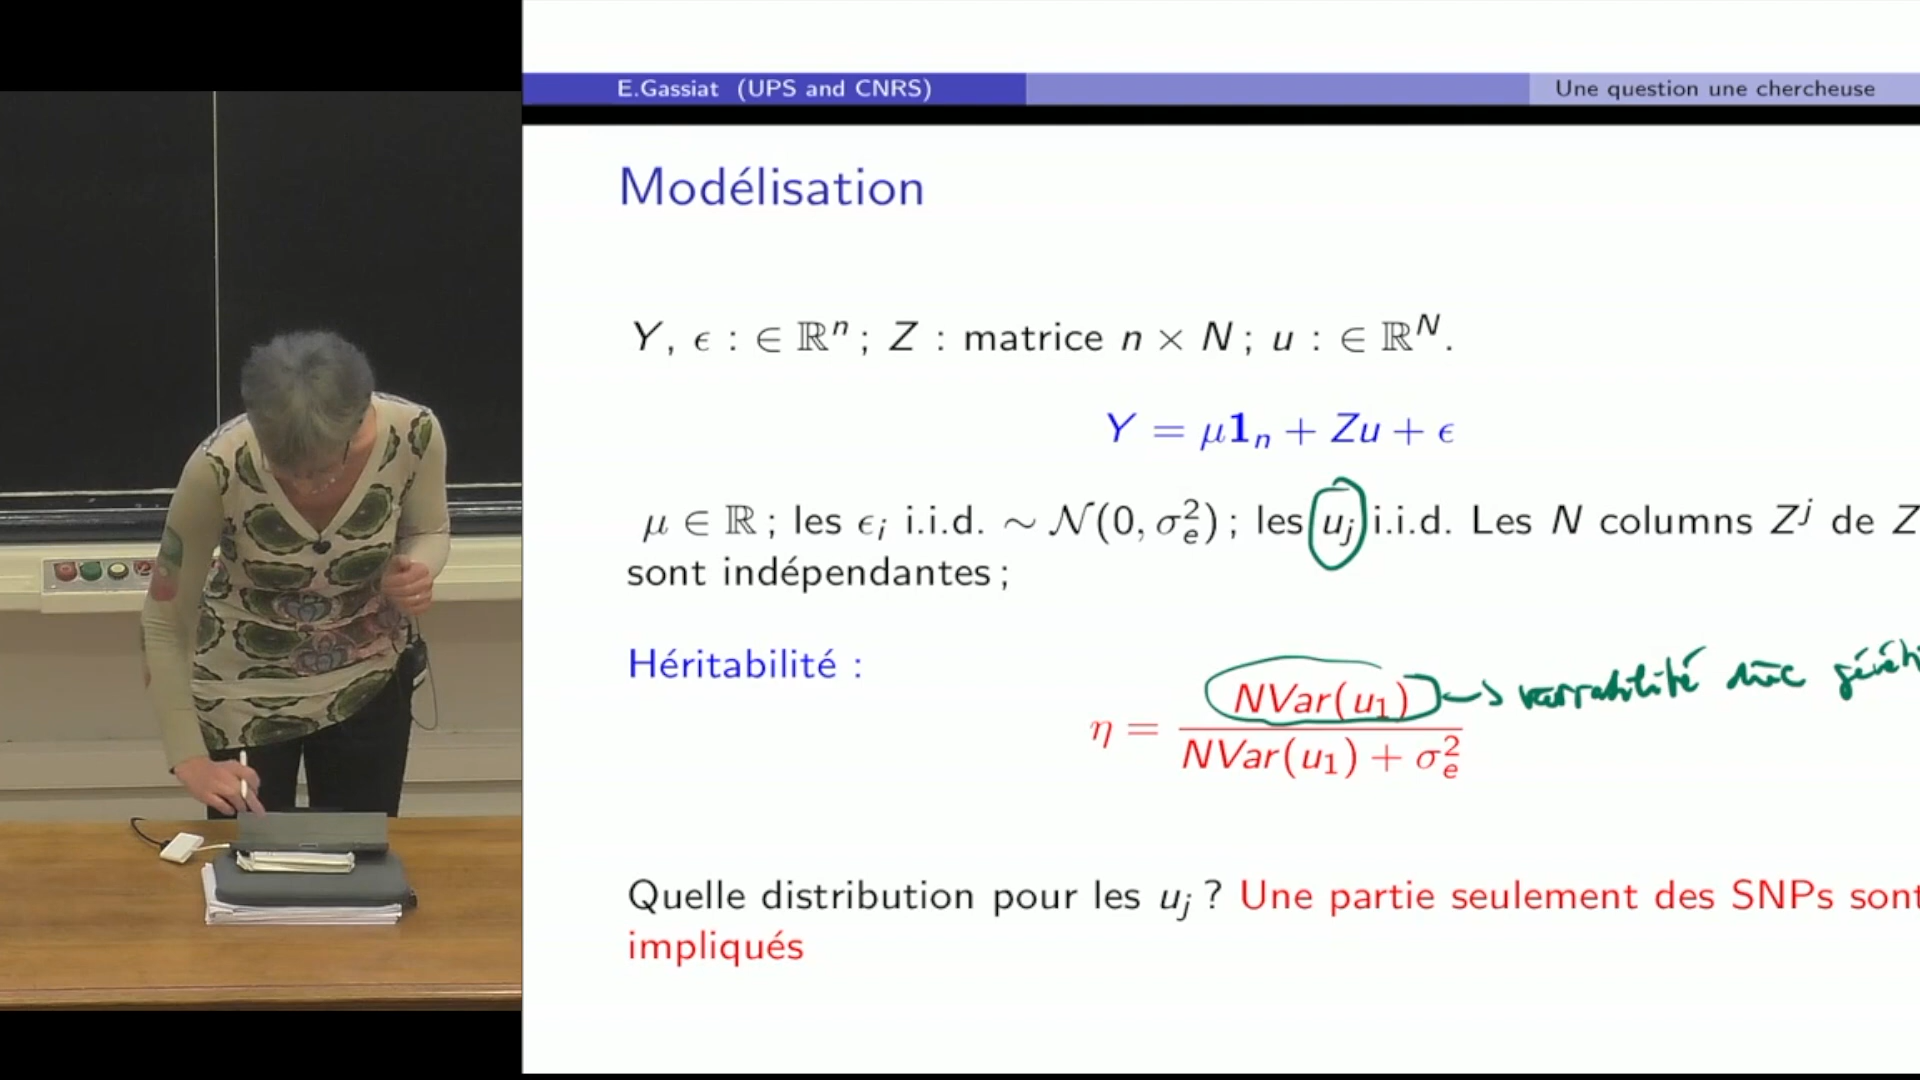 E.Gassiat (UPS and CNRS)
Une question une chercheuse
Modélisation
Y, ϵ : ∈ ℝⁿ ; Z : matrice n × N ; u : ∈ ℝᴺ.
Y = μ1ₙ + Zu + ϵ
μ ∈ ℝ ; les ϵᵢ i.i.d. ∼ 𝒩(0, σₑ²) ; les uⱼ i.i.d. Les N columns Zʲ de Z
sont indépendantes ;
Héritabilité :
η = NVar(u₁) / NVar(u₁) + σₑ²
→ variabilité
Quelle distribution pour les uⱼ ? Une partie seulement des SNPs sont
impliqués